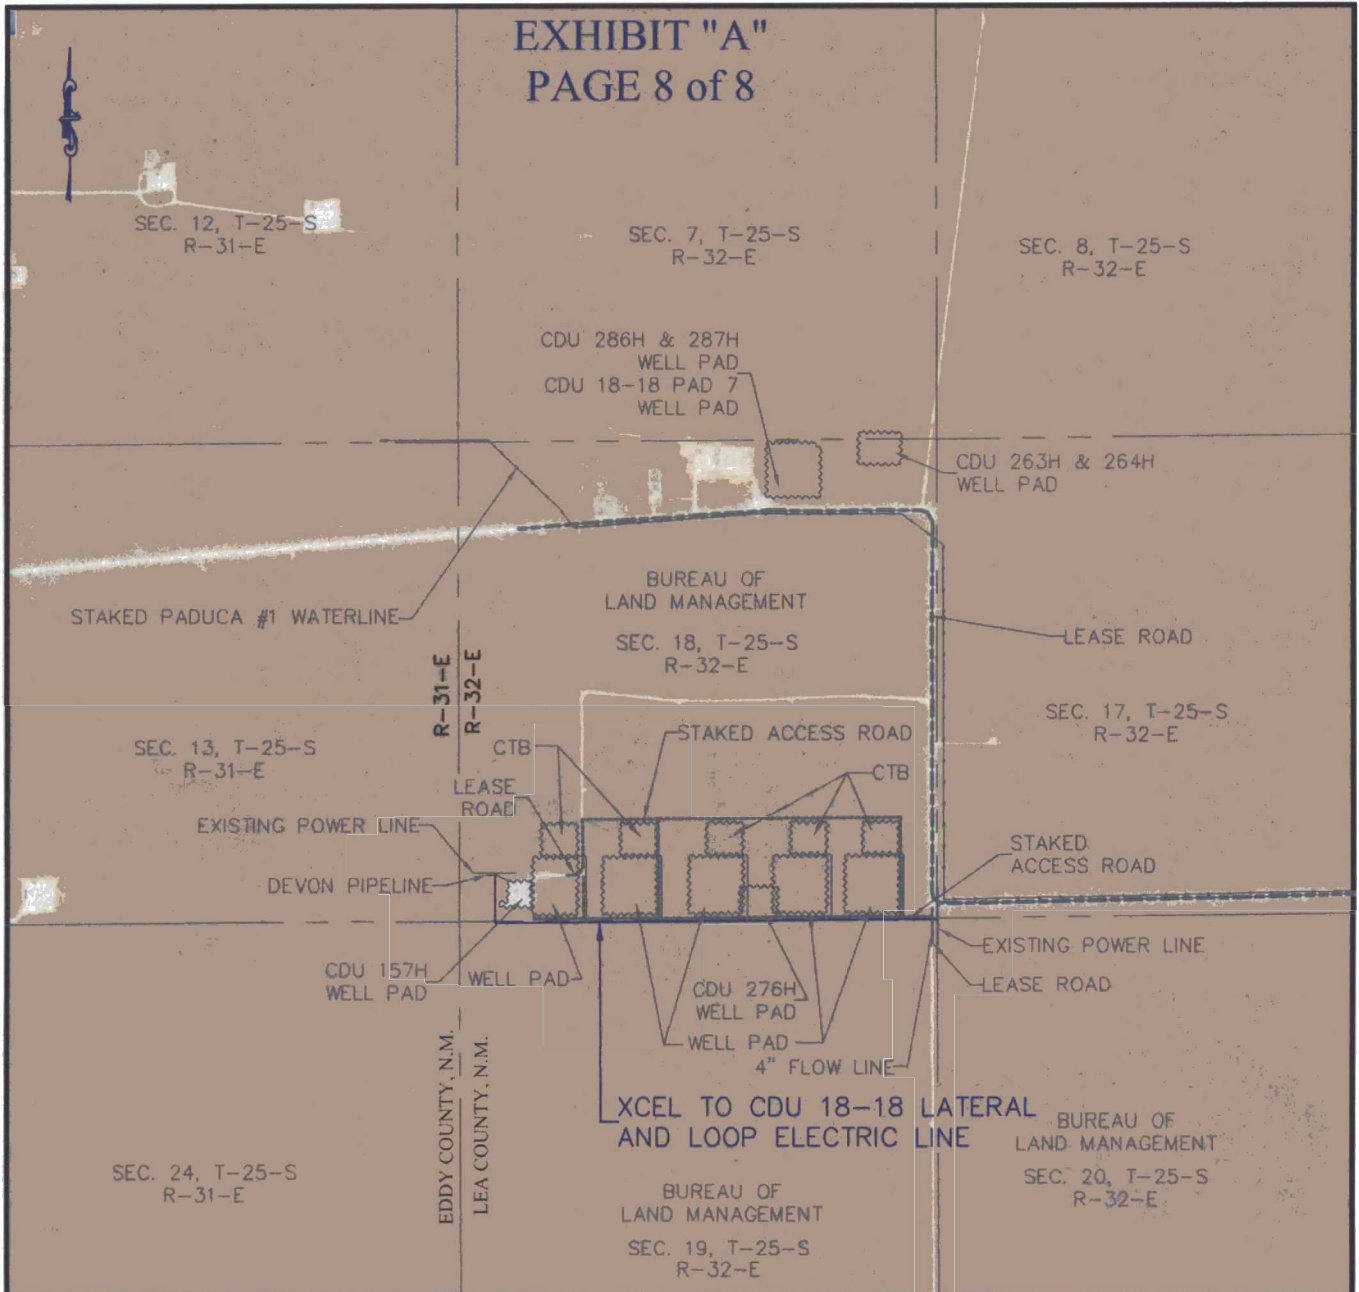 EXHIBIT "A"
PAGE 8 of 8
SEC. 12, T-25-S
R-31-E
SEC. 7, T-25-S
R-32-E
SEC. 8, T-25-S
R-32-E
CDU 286H & 287H
WELL PAD
CDU 18-18 PAD 7
WELL PAD
CDU 263H & 264H
WELL PAD
STAKED PADUCA #1 WATERLINE
BUREAU OF
LAND MANAGEMENT
SEC. 18, T-25-S
R-32-E
LEASE ROAD
R-31-E
R-32-E
SEC. 13, T-25-S
R-31-E
SEC. 17, T-25-S
R-32-E
CTB
STAKED ACCESS ROAD
CTB
LEASE
ROAD
EXISTING POWER LINE
DEVON PIPELINE
STAKED
ACCESS ROAD
CDU 157H
WELL PAD
WELL PAD
CDU 276H
WELL PAD
EXISTING POWER LINE
LEASE ROAD
WELL PAD
4" FLOW LINE
EDDY COUNTY, N.M.
LEA COUNTY, N.M.
XCEL TO CDU 18-18 LATERAL
AND LOOP ELECTRIC LINE
BUREAU OF
LAND MANAGEMENT
SEC. 20, T-25-S
R-32-E
SEC. 24, T-25-S
R-31-E
BUREAU OF
LAND MANAGEMENT
SEC. 19, T-25-S
R-32-E